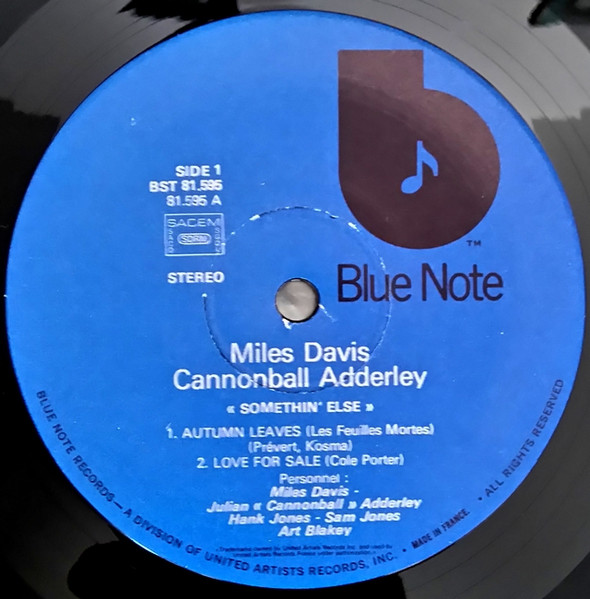 SIDE 1
BST 81.595
81.595 A
SACEM
SDRM
STEREO
TM
Blue Note
Miles Davis
Cannonball Adderley
« SOMETHIN' ELSE »
1. AUTUMN LEAVES (Les Feuilles Mortes)
(Prévert, Kosma)
2. LOVE FOR SALE (Cole Porter)
Personnel :
Miles Davis -
Julian « Cannonball » Adderley
Hank Jones - Sam Jones
Art Blakey
BLUE NOTE RECORDS — A DIVISION OF UNITED ARTISTS RECORDS, INC. • MADE IN FRANCE. • ALL RIGHTS RESERVED